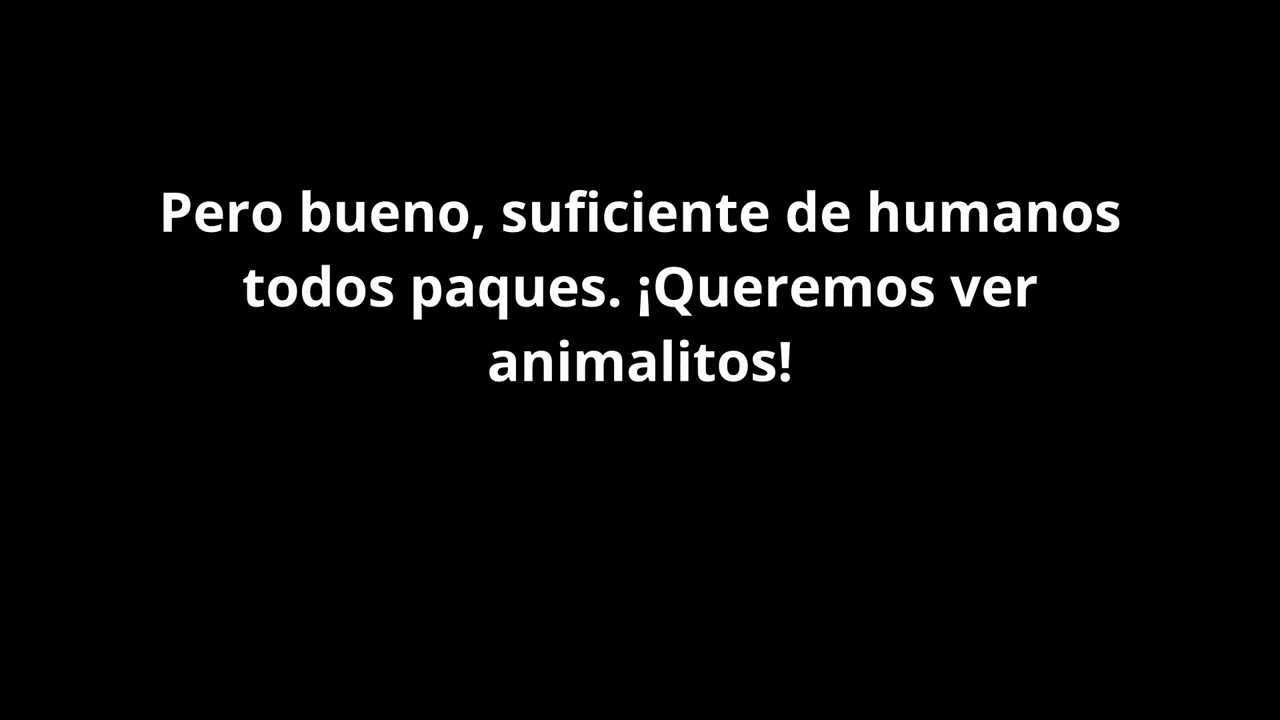 Pero bueno, suficiente de humanos
todos paques. ¡Queremos ver
animalitos!